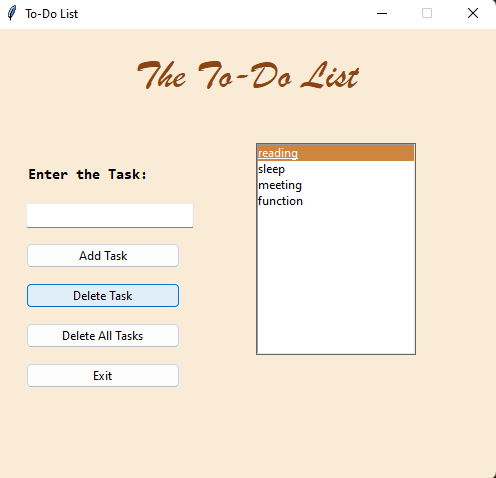 To-Do List
The To-Do List
Enter the Task:
Add Task
Delete Task
Delete All Tasks
Exit
reading
sleep
meeting
function